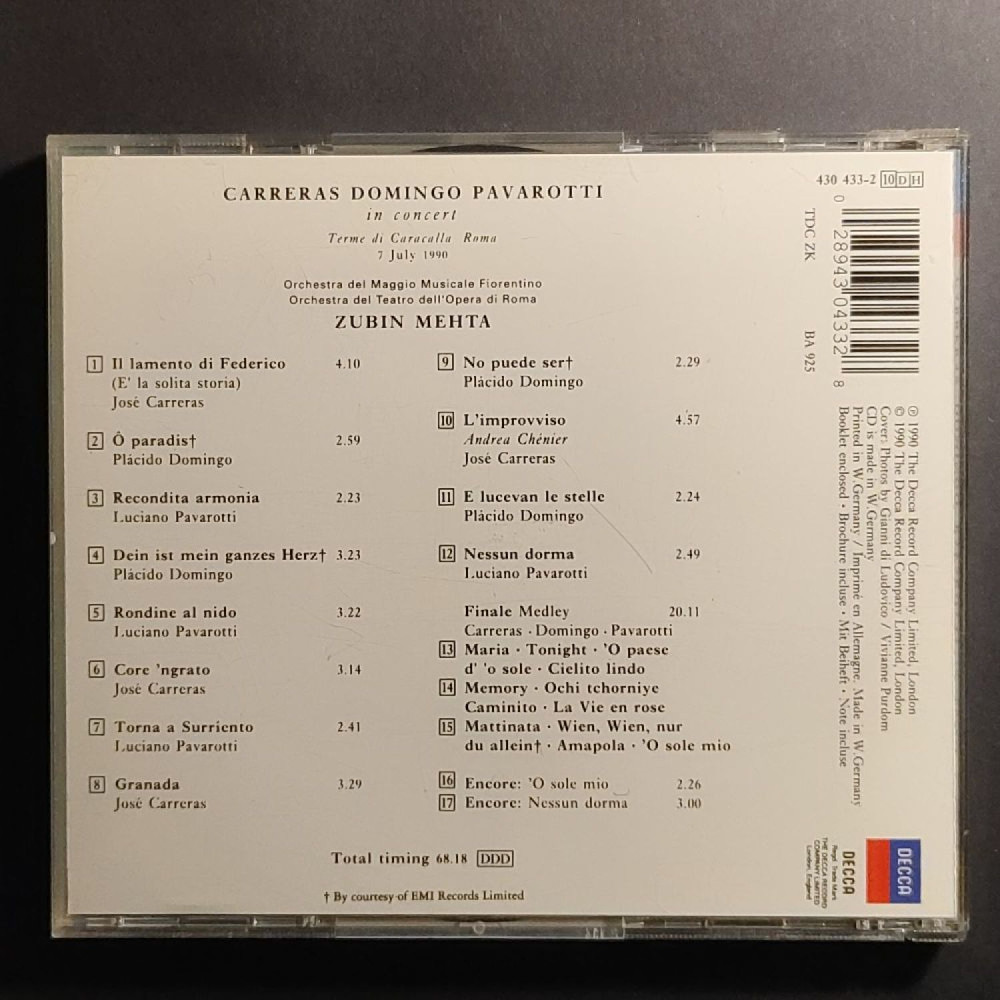 CARRERAS DOMINGO PAVAROTTI
in concert
Terme di Caracalla Roma
7 July 1990
Orchestra del Maggio Musicale Fiorentino
Orchestra del Teatro dell'Opera di Roma
ZUBIN MEHTA
1 Il lamento di Federico 4.10
(E' la solita storia)
José Carreras
2 Ô paradis† 2.59
Plácido Domingo
3 Recondita armonia 2.23
Luciano Pavarotti
4 Dein ist mein ganzes Herz† 3.23
Plácido Domingo
5 Rondine al nido 3.22
Luciano Pavarotti
6 Core 'ngrato 3.14
José Carreras
7 Torna a Surriento 2.41
Luciano Pavarotti
8 Granada 3.29
José Carreras
9 No puede ser† 2.29
Plácido Domingo
10 L'improvviso 4.57
Andrea Chénier
José Carreras
11 E lucevan le stelle 2.24
Plácido Domingo
12 Nessun dorma 2.49
Luciano Pavarotti
Finale Medley 20.11
Carreras · Domingo · Pavarotti
13 Maria · Tonight · 'O paese
d' 'o sole · Cielito lindo
14 Memory · Ochi tchorniye
Caminito · La Vie en rose
15 Mattinata · Wien, Wien, nur
du allein† · Amapola · 'O sole mio
16 Encore: 'O sole mio 2.26
17 Encore: Nessun dorma 3.00
Total timing 68.18 DDD
† By courtesy of EMI Records Limited
430 433-2 10 D H
0 28943 04332 8
TDC ZK
BA 925
℗ 1990 The Decca Record Company Limited, London
© 1990 The Decca Record Company Limited, London
Cover: Photos by Gianni di Ludovico / Vivianne Purdom
CD is made in W.Germany
Printed in W.Germany / Imprimé en Allemagne. Made in W.Germany
Booklet enclosed · Brochure incluse · Mit Beiheft · Note incluse
DECCA
DECCA
Regd. Trade Mark
THE DECCA RECORD
COMPANY LIMITED
London, England